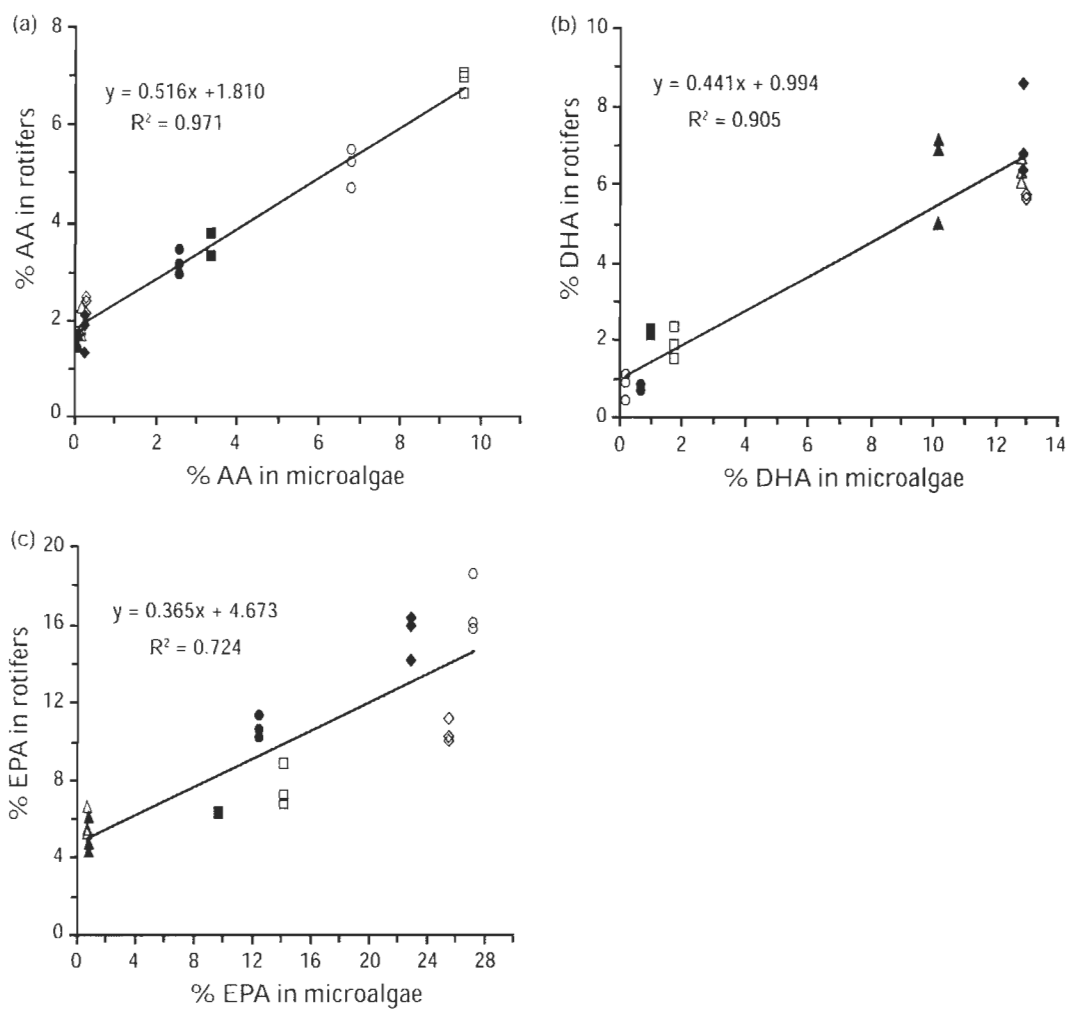 (a)
8
6
4
2
0
% AA in rotifers
y = 0.516x +1.810
R² = 0.971
0 2 4 6 8 10
% AA in microalgae
(b)
10
8
6
4
2
0
% DHA in rotifers
y = 0.441x + 0.994
R² = 0.905
0 2 4 6 8 10 12 14
% DHA in microalgae
(c)
20
16
12
8
4
0
% EPA in rotifers
y = 0.365x + 4.673
R² = 0.724
0 4 8 12 16 20 24 28
% EPA in microalgae